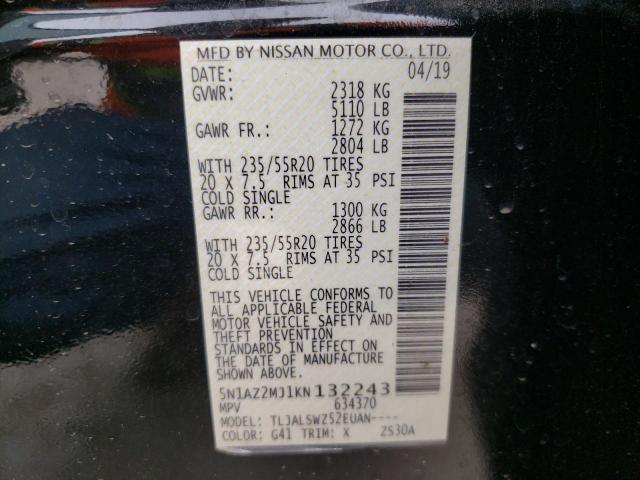 MFD BY NISSAN MOTOR CO., LTD.
DATE: 04/19
GVWR: 2318 KG
5110 LB
GAWR FR.: 1272 KG
2804 LB
WITH 235/55R20 TIRES
20 X 7.5 RIMS AT 35 PSI
COLD SINGLE
GAWR RR.: 1300 KG
2866 LB
WITH 235/55R20 TIRES
20 X 7.5 RIMS AT 35 PSI
COLD SINGLE
THIS VEHICLE CONFORMS TO
ALL APPLICABLE FEDERAL
MOTOR VEHICLE SAFETY AND
THEFT PREVENTION
STANDARDS IN EFFECT ON
THE DATE OF MANUFACTURE
SHOWN ABOVE.
5N1AZ2MJ1KN132243
MPV 634370
MODEL: TLJALSWZ52EUAN----
COLOR: G41 TRIM: X ZS30A